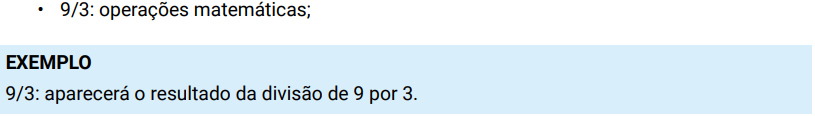 • 9/3: operações matemáticas;
EXEMPLO
9/3: aparecerá o resultado da divisão de 9 por 3.